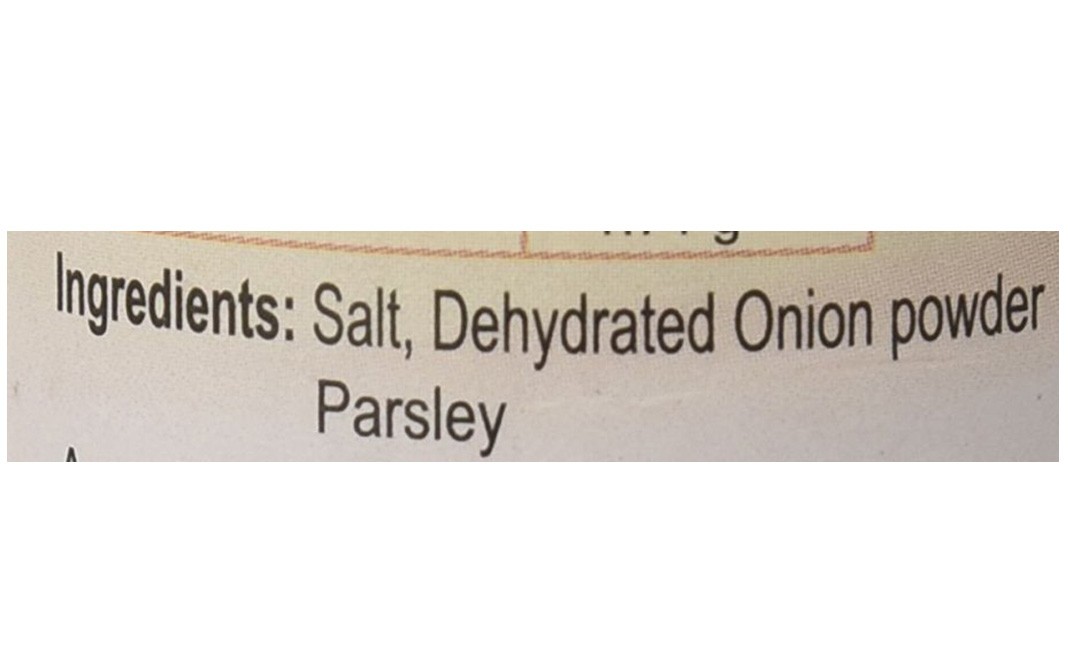 Ingredients: Salt, Dehydrated Onion powder
Parsley